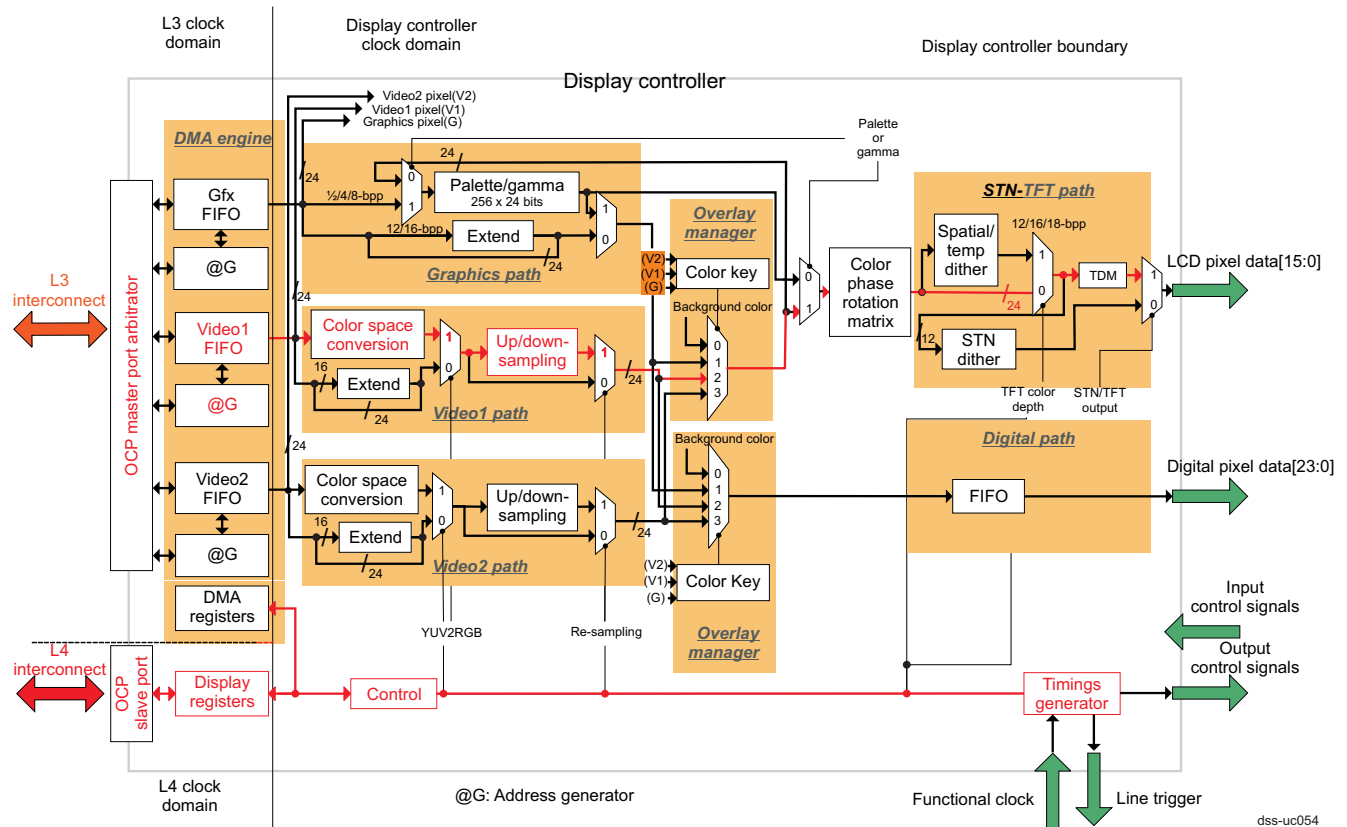 L3 clock
domain
Display controller
clock domain
Display controller boundary
Display controller
Video2 pixel(V2)
Video1 pixel(V1)
Graphics pixel(G)
DMA engine
24
Gfx
FIFO
@G
24
Video1
FIFO
@G
24
Video2
FIFO
@G
DMA
registers
OCP master port arbitrator
L3
interconnect
L4
interconnect
OCP
slave port
Display
registers
Control
½/4/8-bpp
0
1
24
Palette/gamma
256 x 24 bits
12/16-bpp
Extend
24
1
0
Graphics path
Color space
conversion
16
Extend
24
1
0
Up/down-
sampling
1
0
24
Video1 path
Color space
conversion
16
Extend
24
1
0
Up/down-
sampling
1
0
24
Video2 path
YUV2RGB
Re-sampling
Palette
or
gamma
Overlay
manager
(V2)
(V1)
(G)
Color key
Background color
0
1
2
3
Background color
0
1
2
3
(V2)
(V1)
(G)
Color Key
Overlay
manager
0
1
Color
phase
rotation
matrix
STN-TFT path
Spatial/
temp
dither
12/16/18-bpp
1
0
24
TDM
1
0
12
STN
dither
TFT color
depth
STN/TFT
output
LCD pixel data[15:0]
Digital path
FIFO
Digital pixel data[23:0]
Input
control signals
Output
control signals
Timings
generator
Functional clock
Line trigger
L4 clock
domain
@G: Address generator
dss-uc054